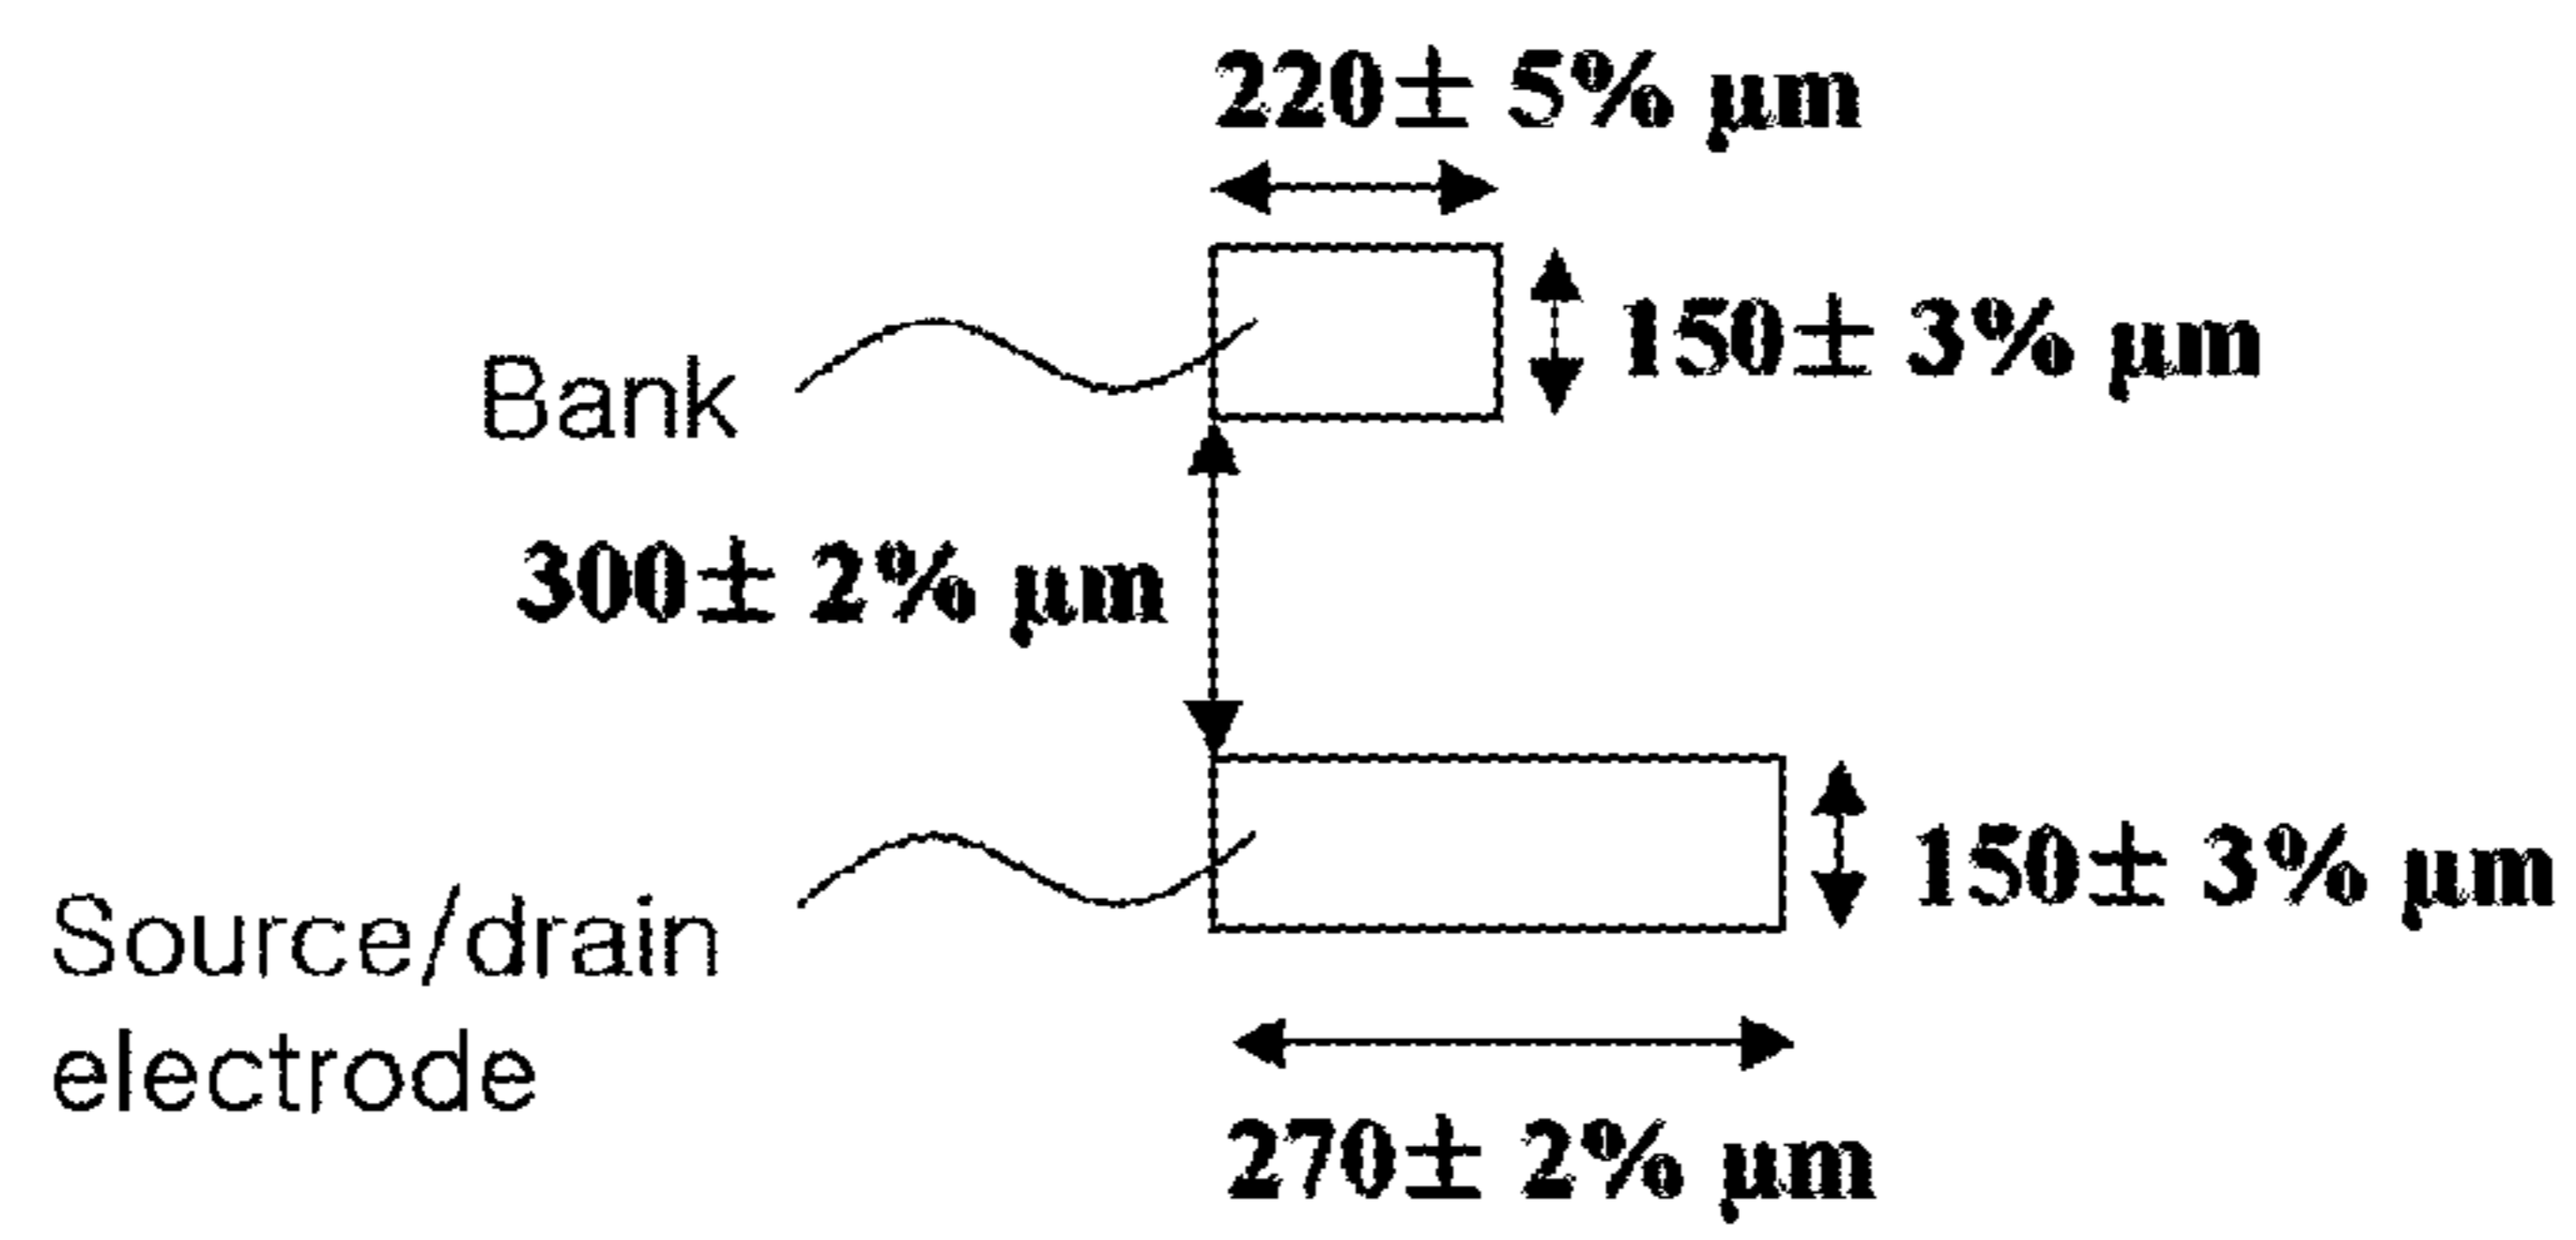 220± 5% µm
150± 3% µm
Bank
300± 2% µm
150± 3% µm
Source/drain
electrode
270± 2% µm